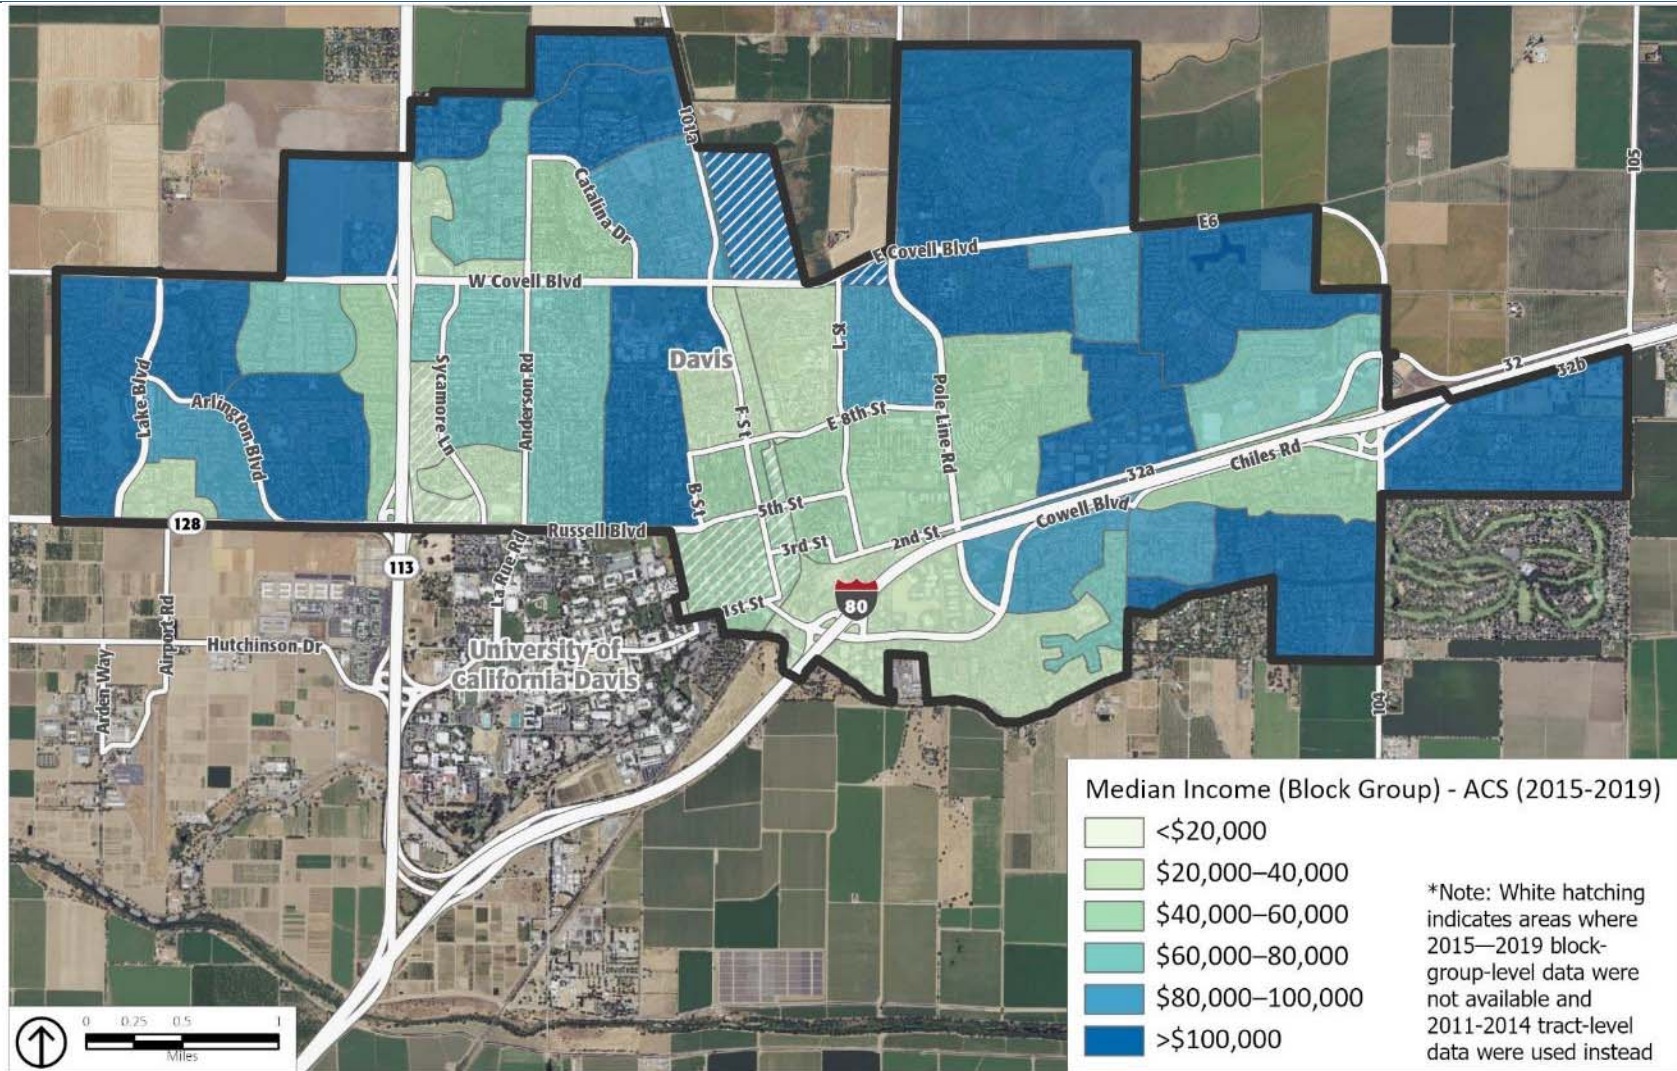 101a
105
Catalina Dr
E6
E Covell Blvd
W Covell Blvd
L St
Davis
Lake Blvd
Sycamore Ln
Anderson Rd
32
32b
Arlington Blvd
F St
E 8th St
Pole Line Rd
Chiles Rd
32a
B St
5th St
Cowell Blvd
128
Russell Blvd
2nd St
3rd St
113
La Rue Rd
1st St
80
Airport Rd
Hutchinson Dr
University of
California Davis
Arden Way
104
Median Income (Block Group) - ACS (2015-2019)
<$20,000
$20,000–40,000
$40,000–60,000
$60,000–80,000
$80,000–100,000
>$100,000
*Note: White hatching
indicates areas where
2015—2019 block-
group-level data were
not available and
2011-2014 tract-level
data were used instead
0 0.25 0.5 1
Miles